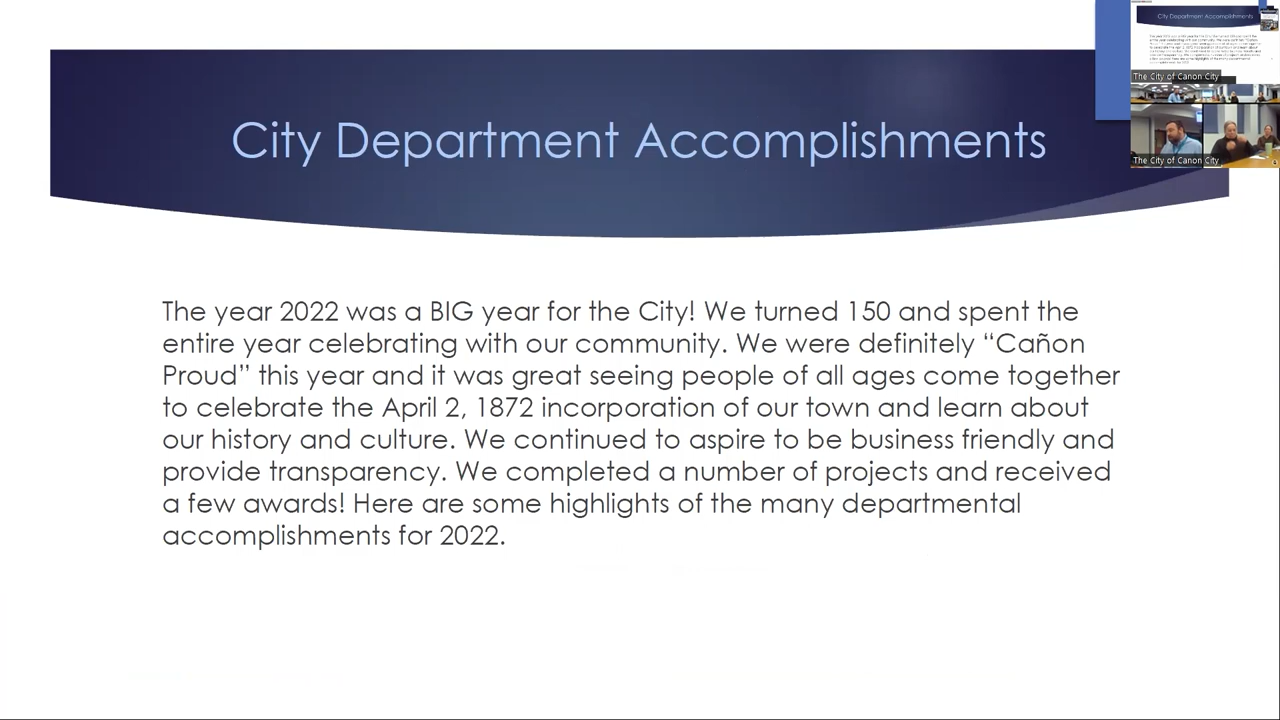 City Department Accomplishments
The City of Canon City
The City of Canon City
City Department Accomplishments
The year 2022 was a BIG year for the City! We turned 150 and spent the
entire year celebrating with our community. We were definitely “Cañon
Proud” this year and it was great seeing people of all ages come together
to celebrate the April 2, 1872 incorporation of our town and learn about
our history and culture. We continued to aspire to be business friendly and
provide transparency. We completed a number of projects and received
a few awards! Here are some highlights of the many departmental
accomplishments for 2022.